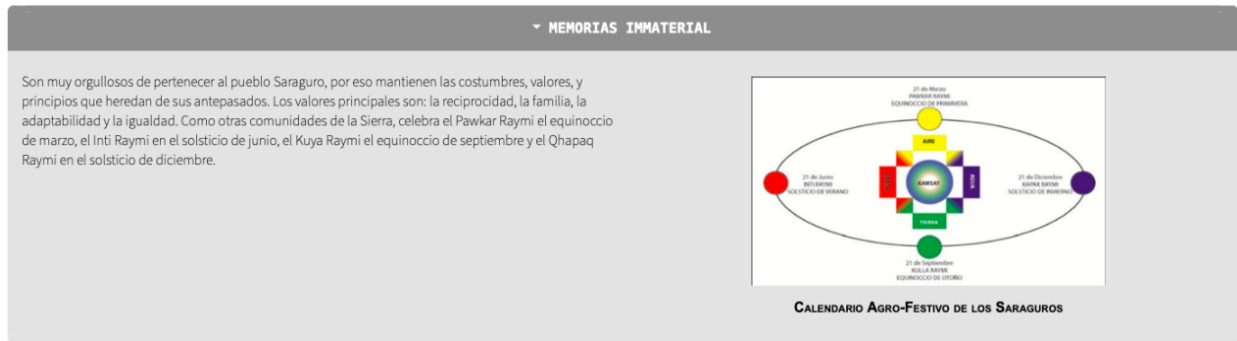 MEMORIAS IMMATERIAL
Son muy orgullosos de pertenecer al pueblo Saraguro, por eso mantienen las costumbres, valores, y
principios que heredan de sus antepasados. Los valores principales son: la reciprocidad, la familia, la
adaptabilidad y la igualdad. Como otras comunidades de la Sierra, celebra el Pawkar Raymi el equinoccio
de marzo, el Inti Raymi en el solsticio de junio, el Kuya Raymi el equinoccio de septiembre y el Qhapaq
Raymi en el solsticio de diciembre.
21 de Marzo
PAWKAR RAYMI
EQUINOCCIO DE PRIMAVERA
AIRE
21 de Junio
INTI RAYMI
SOLSTICIO DE VERANO
KAWSAY
21 de Diciembre
KAPAK RAYMI
SOLSTICIO DE INVIERNO
TIERRA
21 de Septiembre
KULLA RAYMI
EQUINOCCIO DE OTOÑO
CALENDARIO AGRO-FESTIVO DE LOS SARAGUROS